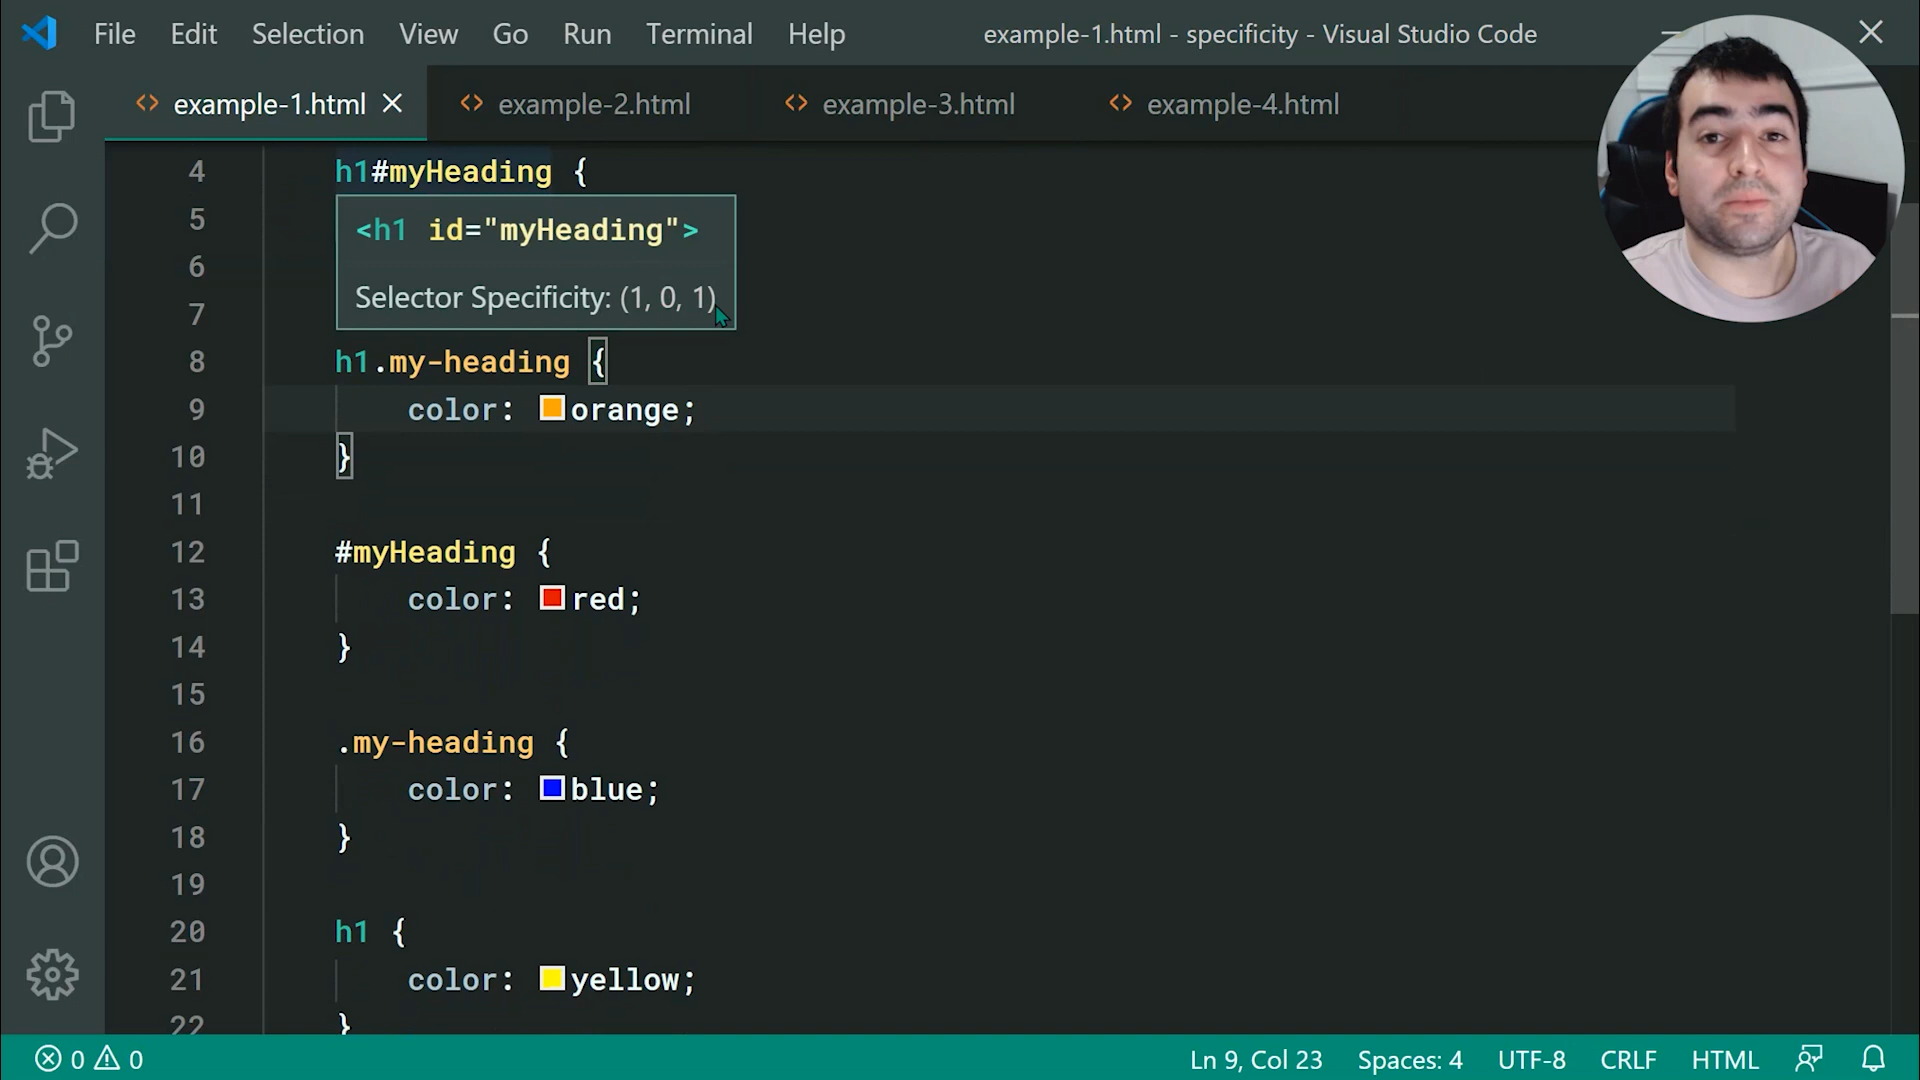 File Edit Selection View Go Run Terminal Help example-1.html - specificity - Visual Studio Code
example-1.html example-2.html example-3.html example-4.html
4 h1#myHeading {
5 <h1 id="myHeading">
6
7 Selector Specificity: (1, 0, 1)
8 h1.my-heading {
9 color: orange;
10 }
11
12 #myHeading {
13 color: red;
14 }
15
16 .my-heading {
17 color: blue;
18 }
19
20 h1 {
21 color: yellow;
22 }
0 0 Ln 9, Col 23 Spaces: 4 UTF-8 CRLF HTML